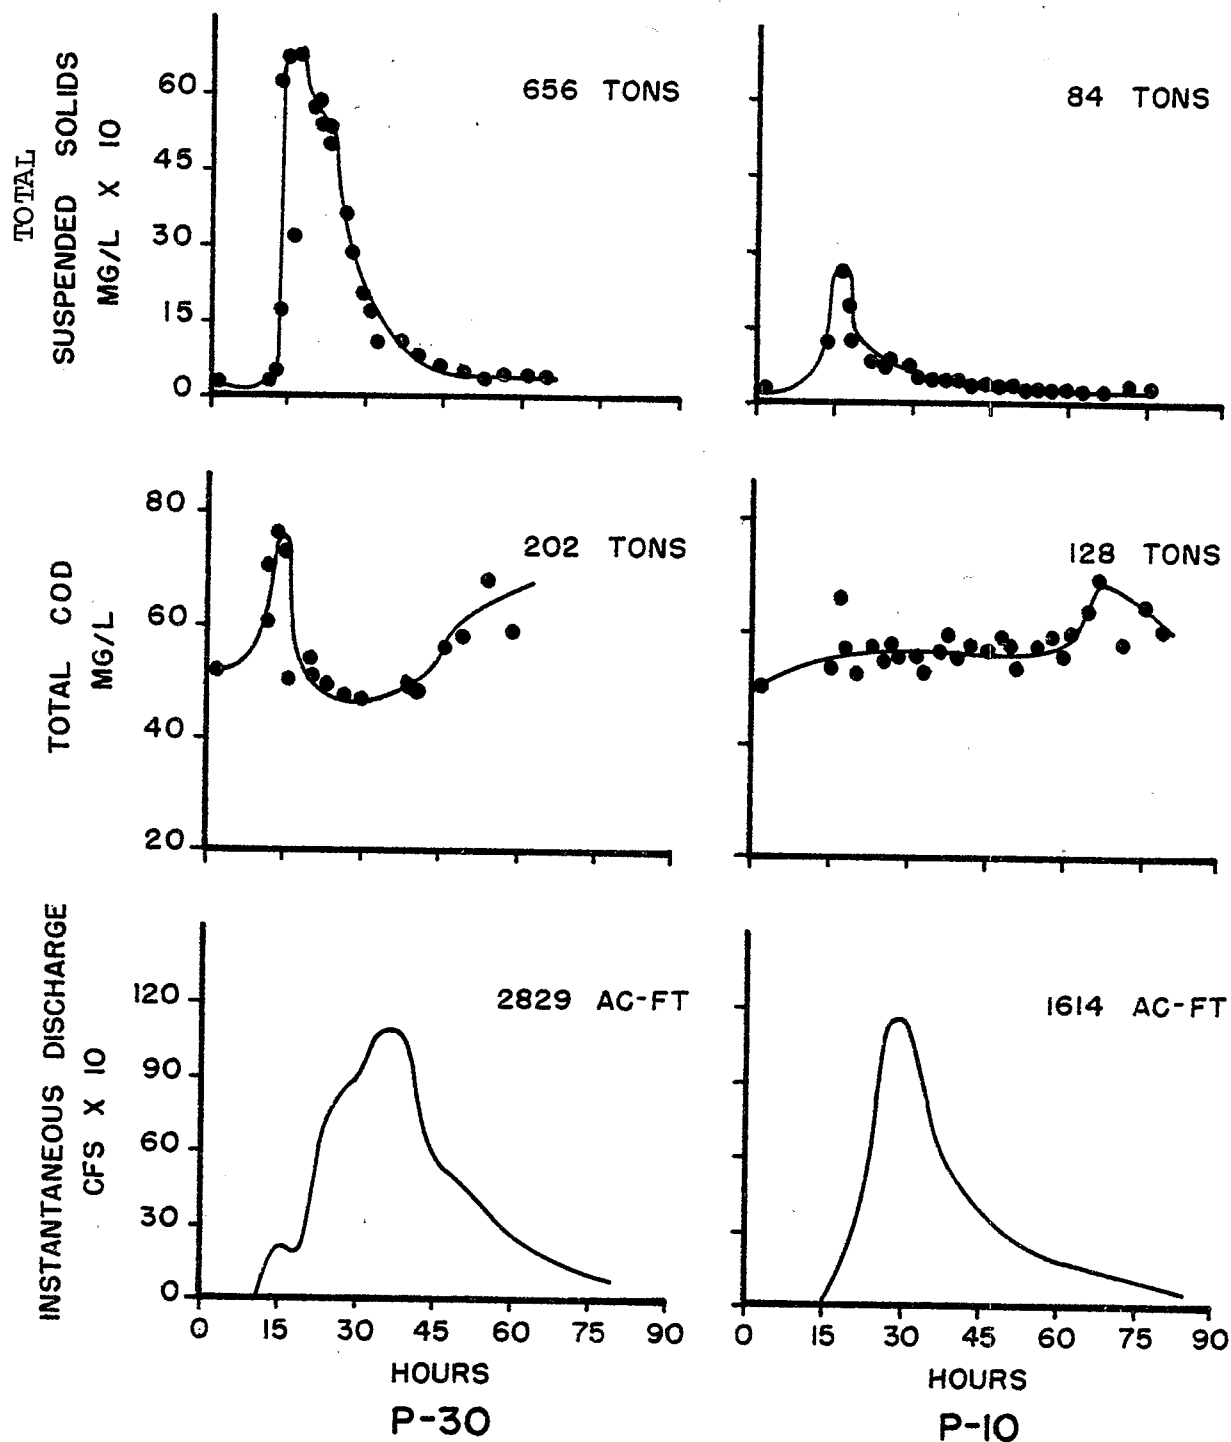 TOTAL
SUSPENDED SOLIDS
MG/L X 10
60
45
30
15
0
656 TONS
84 TONS
TOTAL COD
MG/L
80
60
40
20
202 TONS
128 TONS
INSTANTANEOUS DISCHARGE
CFS X 10
120
90
60
30
0
2829 AC-FT
1614 AC-FT
0 15 30 45 60 75 90
HOURS
P-30
0 15 30 45 60 75 90
HOURS
P-10